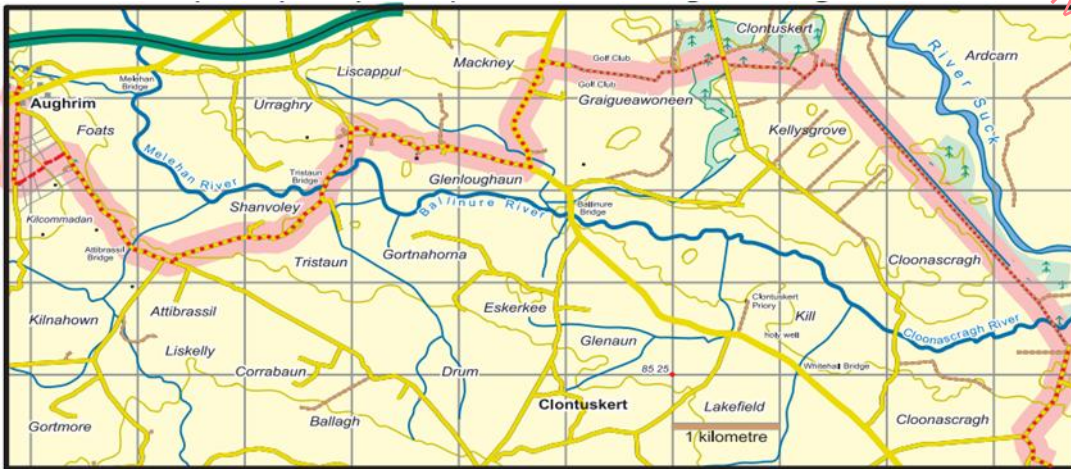 Clontuskert
River Suck
Ardcarn
Mackney
Golf Club
Liscappul
Melehan
Bridge
Golf Club
Graigueawoneen
Aughrim
Urraghry
Foats
Kellysgrove
Melehan River
Tristaun
Bridge
Glenloughaun
Shanvoley
Ballinure River
Ballinure
Bridge
Kilcommadan
Attibrassil
Bridge
Gortnahorna
Tristaun
Cloonascragh
Clontuskert
Priory
Kilnahown
Attibrassil
Eskerkee
Kill
Cloonascragh River
holy well
Glenaun
Liskelly
Corrabaun
Drum
85 25
Whitehall Bridge
Clontuskert
Lakefield
Ballagh
Cloonascragh
Gortmore
1 kilometre